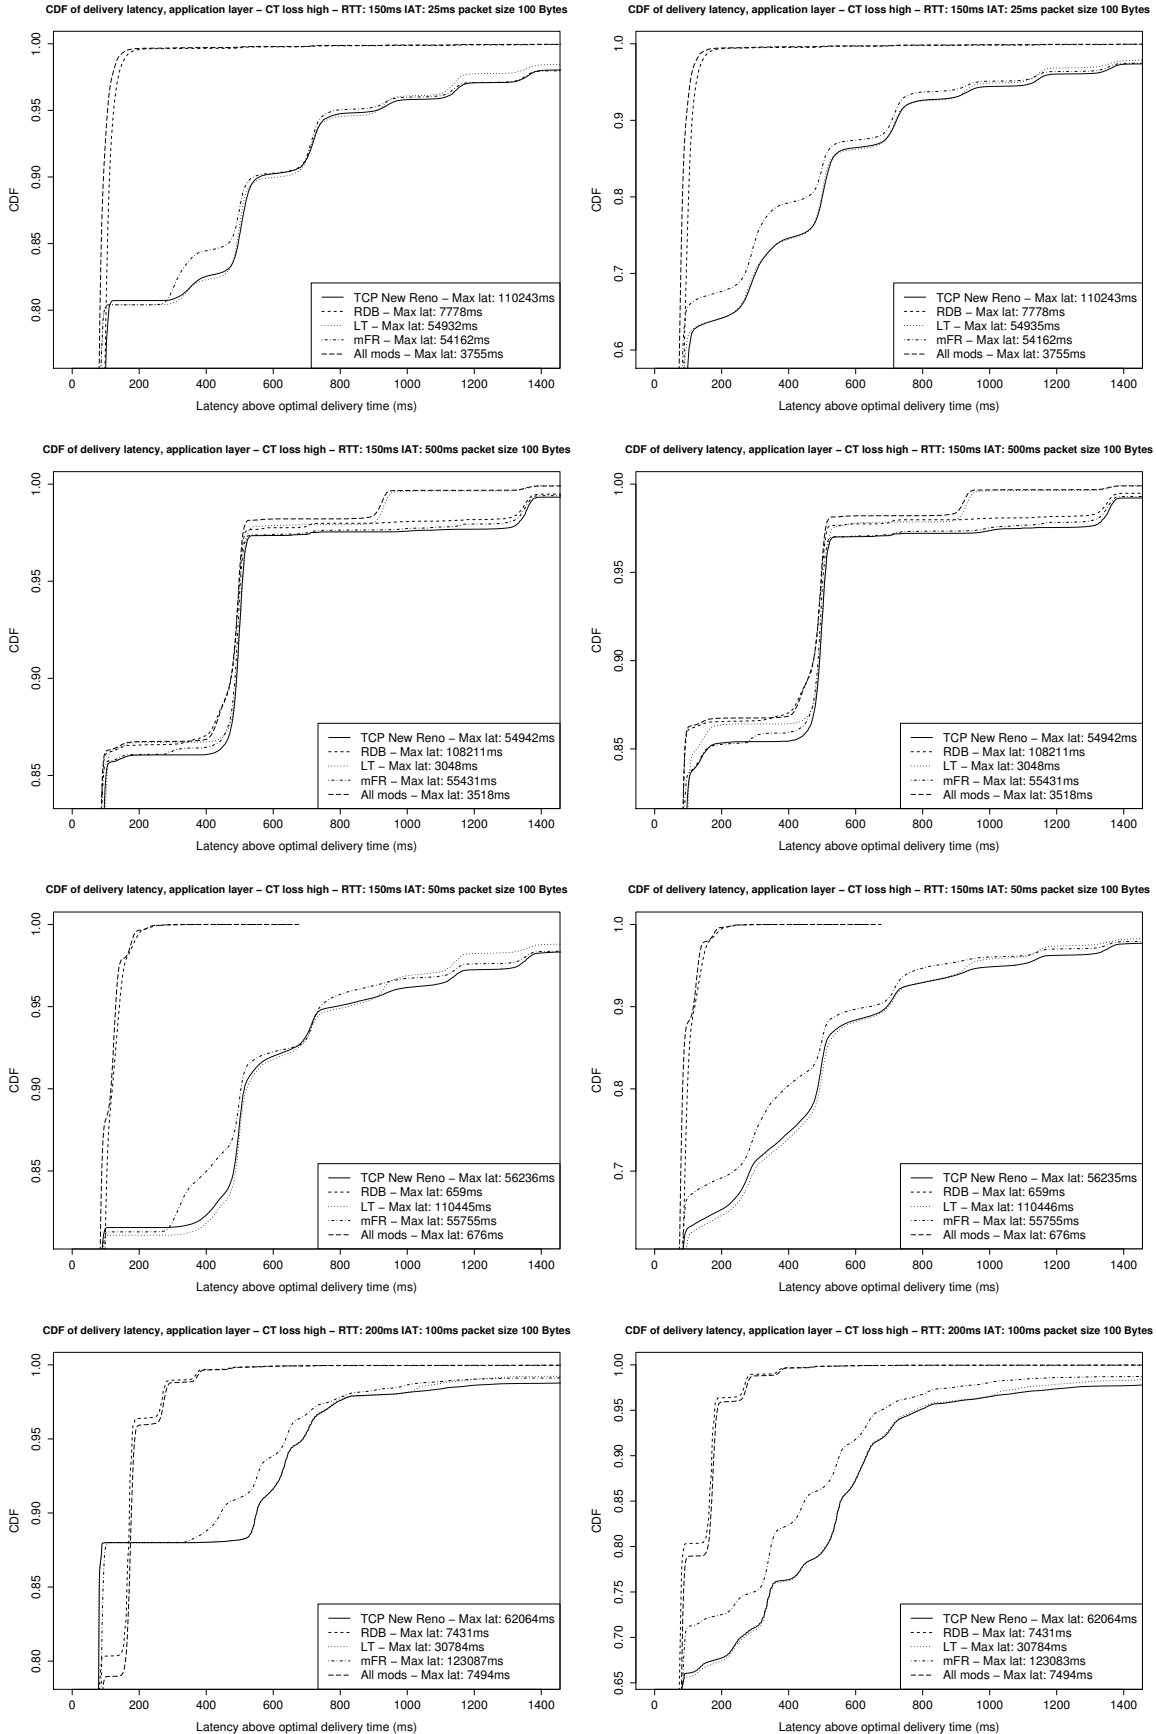 CDF of delivery latency, application layer − CT loss high − RTT: 150ms IAT: 25ms packet size 100 Bytes
CDF
1.00
0.95
0.90
0.85
0.80
TCP New Reno − Max lat: 110243ms
RDB − Max lat: 7778ms
LT − Max lat: 54932ms
mFR − Max lat: 54162ms
All mods − Max lat: 3755ms
0 200 400 600 800 1000 1200 1400
Latency above optimal delivery time (ms)
CDF of delivery latency, application layer − CT loss high − RTT: 150ms IAT: 25ms packet size 100 Bytes
CDF
1.0
0.9
0.8
0.7
0.6
TCP New Reno − Max lat: 110243ms
RDB − Max lat: 7778ms
LT − Max lat: 54935ms
mFR − Max lat: 54162ms
All mods − Max lat: 3755ms
0 200 400 600 800 1000 1200 1400
Latency above optimal delivery time (ms)
CDF of delivery latency, application layer − CT loss high − RTT: 150ms IAT: 500ms packet size 100 Bytes
CDF
1.00
0.95
0.90
0.85
TCP New Reno − Max lat: 54942ms
RDB − Max lat: 108211ms
LT − Max lat: 3048ms
mFR − Max lat: 55431ms
All mods − Max lat: 3518ms
0 200 400 600 800 1000 1200 1400
Latency above optimal delivery time (ms)
CDF of delivery latency, application layer − CT loss high − RTT: 150ms IAT: 500ms packet size 100 Bytes
CDF
1.00
0.95
0.90
0.85
TCP New Reno − Max lat: 54942ms
RDB − Max lat: 108211ms
LT − Max lat: 3048ms
mFR − Max lat: 55431ms
All mods − Max lat: 3518ms
0 200 400 600 800 1000 1200 1400
Latency above optimal delivery time (ms)
CDF of delivery latency, application layer − CT loss high − RTT: 150ms IAT: 50ms packet size 100 Bytes
CDF
1.00
0.95
0.90
0.85
TCP New Reno − Max lat: 56236ms
RDB − Max lat: 659ms
LT − Max lat: 110445ms
mFR − Max lat: 55755ms
All mods − Max lat: 676ms
0 200 400 600 800 1000 1200 1400
Latency above optimal delivery time (ms)
CDF of delivery latency, application layer − CT loss high − RTT: 150ms IAT: 50ms packet size 100 Bytes
CDF
1.0
0.9
0.8
0.7
TCP New Reno − Max lat: 56235ms
RDB − Max lat: 659ms
LT − Max lat: 110446ms
mFR − Max lat: 55755ms
All mods − Max lat: 676ms
0 200 400 600 800 1000 1200 1400
Latency above optimal delivery time (ms)
CDF of delivery latency, application layer − CT loss high − RTT: 200ms IAT: 100ms packet size 100 Bytes
CDF
1.00
0.95
0.90
0.85
0.80
TCP New Reno − Max lat: 62064ms
RDB − Max lat: 7431ms
LT − Max lat: 30784ms
mFR − Max lat: 123087ms
All mods − Max lat: 7494ms
0 200 400 600 800 1000 1200 1400
Latency above optimal delivery time (ms)
CDF of delivery latency, application layer − CT loss high − RTT: 200ms IAT: 100ms packet size 100 Bytes
CDF
1.00
0.95
0.90
0.85
0.80
0.75
0.70
0.65
TCP New Reno − Max lat: 62064ms
RDB − Max lat: 7431ms
LT − Max lat: 30784ms
mFR − Max lat: 123083ms
All mods − Max lat: 7494ms
0 200 400 600 800 1000 1200 1400
Latency above optimal delivery time (ms)